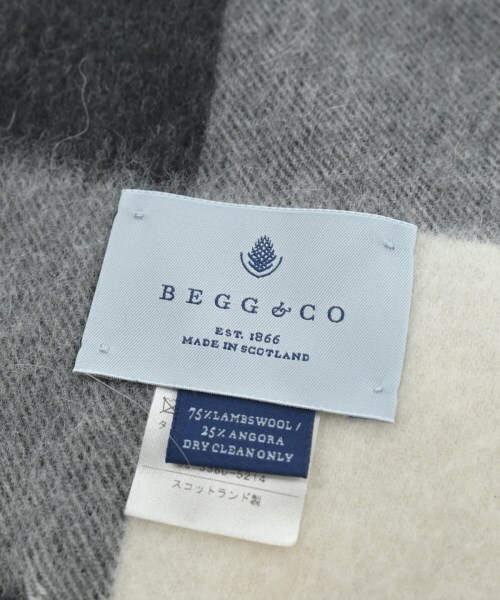 BEGG & CO
EST. 1866
MADE IN SCOTLAND
75% LAMBSWOOL /
25% ANGORA
DRY CLEAN ONLY
スコットランド製